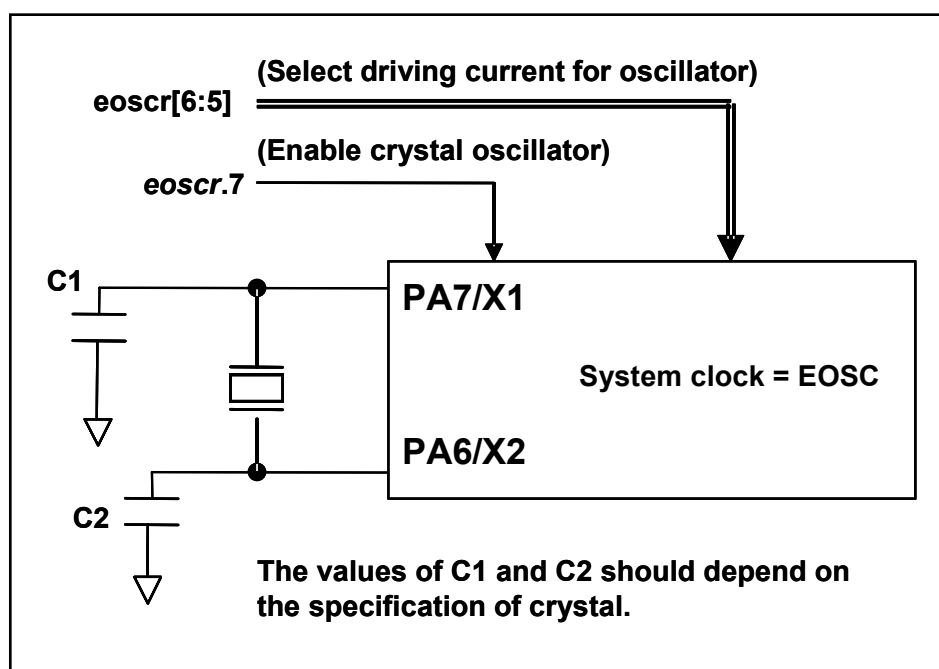 (Select driving current for oscillator)
eoscr[6:5]
(Enable crystal oscillator)
eoscr.7
C1
PA7/X1
System clock = EOSC
PA6/X2
C2
The values of C1 and C2 should depend on
the specification of crystal.